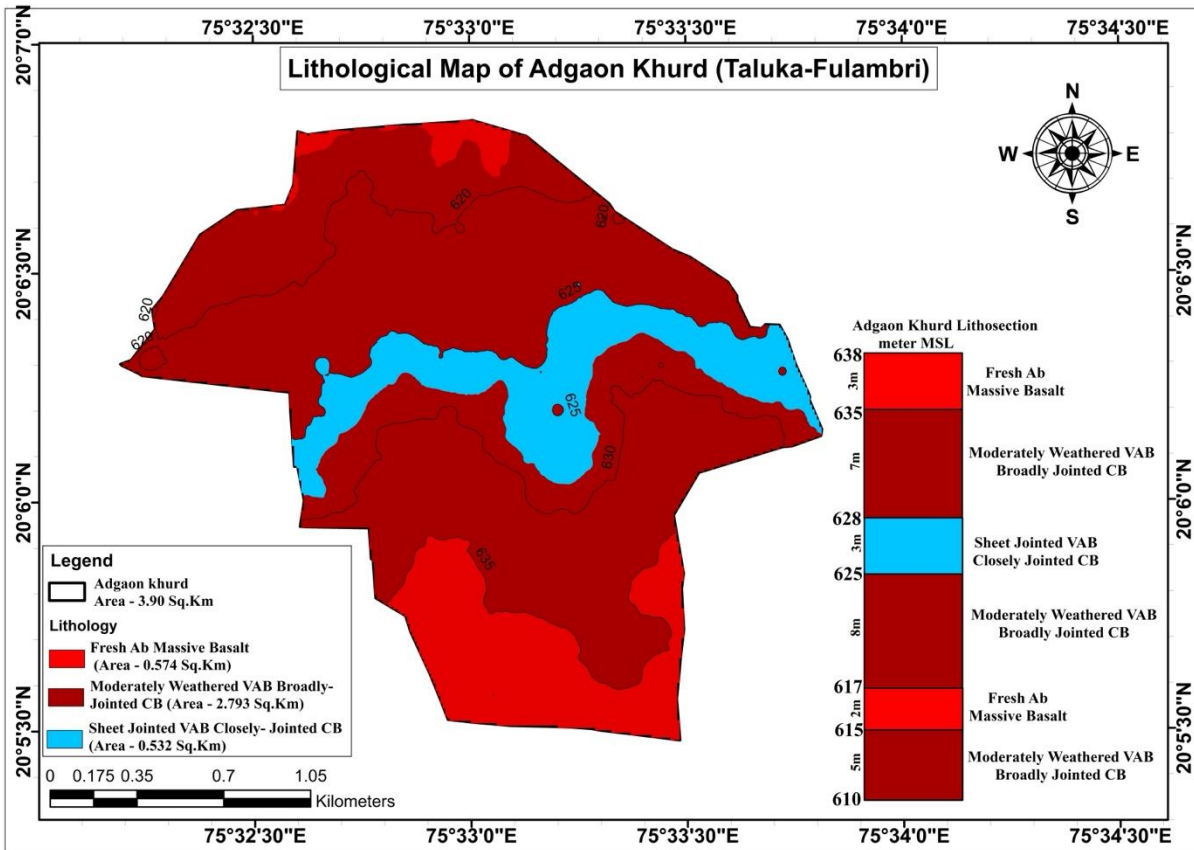 75°32'30"E
75°33'0"E
75°33'30"E
75°34'0"E
75°34'30"E
Lithological Map of Adgaon Khurd (Taluka-Fulambri)
N
W
E
S
20°7'0"N
20°6'30"N
20°6'0"N
20°5'30"N
20°7'0"N
20°6'30"N
20°6'0"N
20°5'30"N
620
620
620
620
625
625
630
635
Adgaon Khurd Lithosection
meter MSL
638
3m
Fresh Ab
Massive Basalt
635
7m
Moderately Weathered VAB
Broadly Jointed CB
628
3m
Sheet Jointed VAB
Closely Jointed CB
625
8m
Moderately Weathered VAB
Broadly Jointed CB
617
2m
Fresh Ab
Massive Basalt
615
5m
Moderately Weathered VAB
Broadly Jointed CB
610
Legend
Adgaon khurd
Area - 3.90 Sq.Km
Lithology
Fresh Ab Massive Basalt
(Area - 0.574 Sq.Km)
Moderately Weathered VAB Broadly-
Jointed CB (Area - 2.793 Sq.Km)
Sheet Jointed VAB Closely- Jointed CB
(Area - 0.532 Sq.Km)
0 0.175 0.35 0.7 1.05
Kilometers
75°32'30"E
75°33'0"E
75°33'30"E
75°34'0"E
75°34'30"E